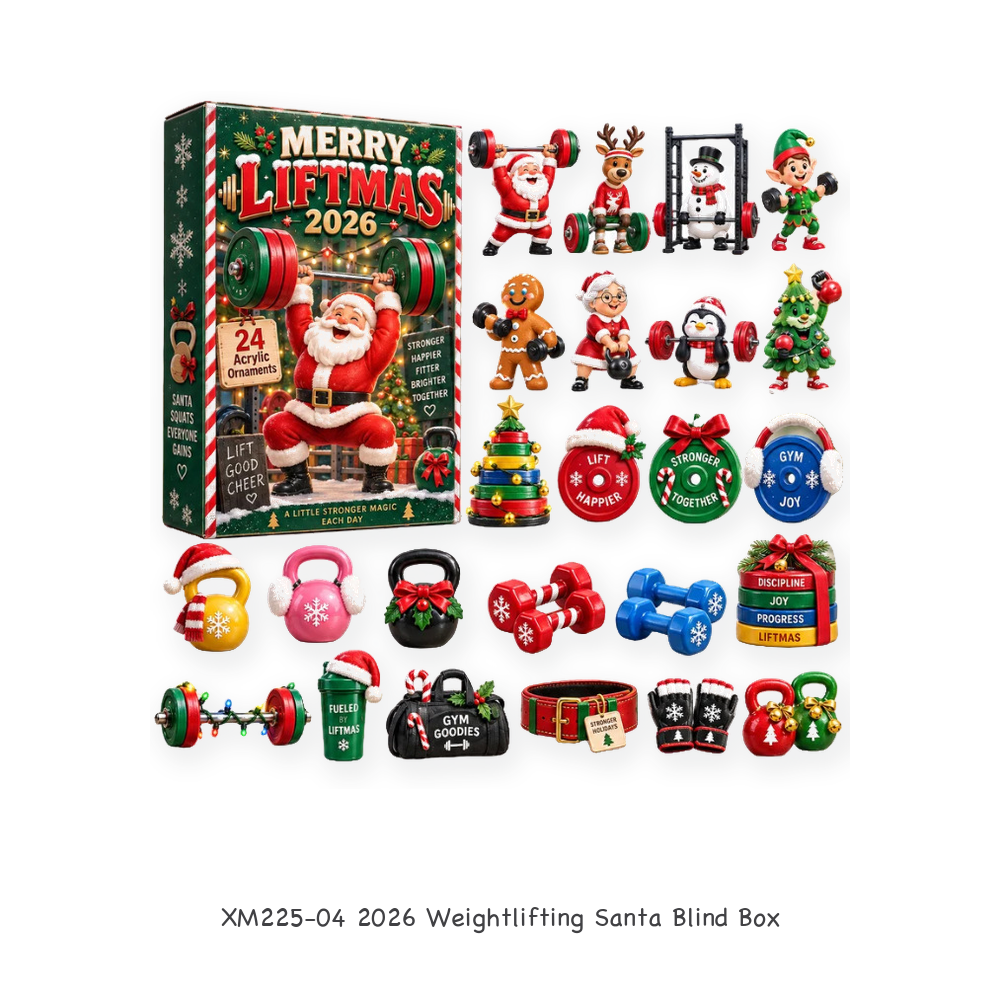 MERRY
LIFTMAS
2026
24
Acrylic
Ornaments
STRONGER
HAPPIER
FITTER
BRIGHTER
TOGETHER
LIFT
GOOD
CHEER
A LITTLE STRONGER MAGIC
EACH DAY
SANTA
SQUATS
EVERYONE
GAINS
LIFT
HAPPIER
STRONGER
TOGETHER
GYM
JOY
DISCIPLINE
JOY
PROGRESS
LIFTMAS
FUELED
BY
LIFTMAS
GYM
GOODIES
STRONGER
HOLIDAYS
XM225-04 2026 Weightlifting Santa Blind Box